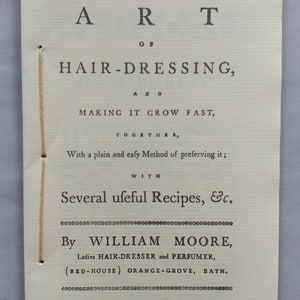 ART
OF
HAIR-DRESSING,
AND
MAKING IT GROW FAST,
TOGETHER,
With a plain and eaſy Method of preſerving it;
WITH
Several uſeful Recipes, &c.
By WILLIAM MOORE,
Ladies HAIR-DRESSER and PERFUMER,
(RED-HOUSE) ORANGE-GROVE, BATH.